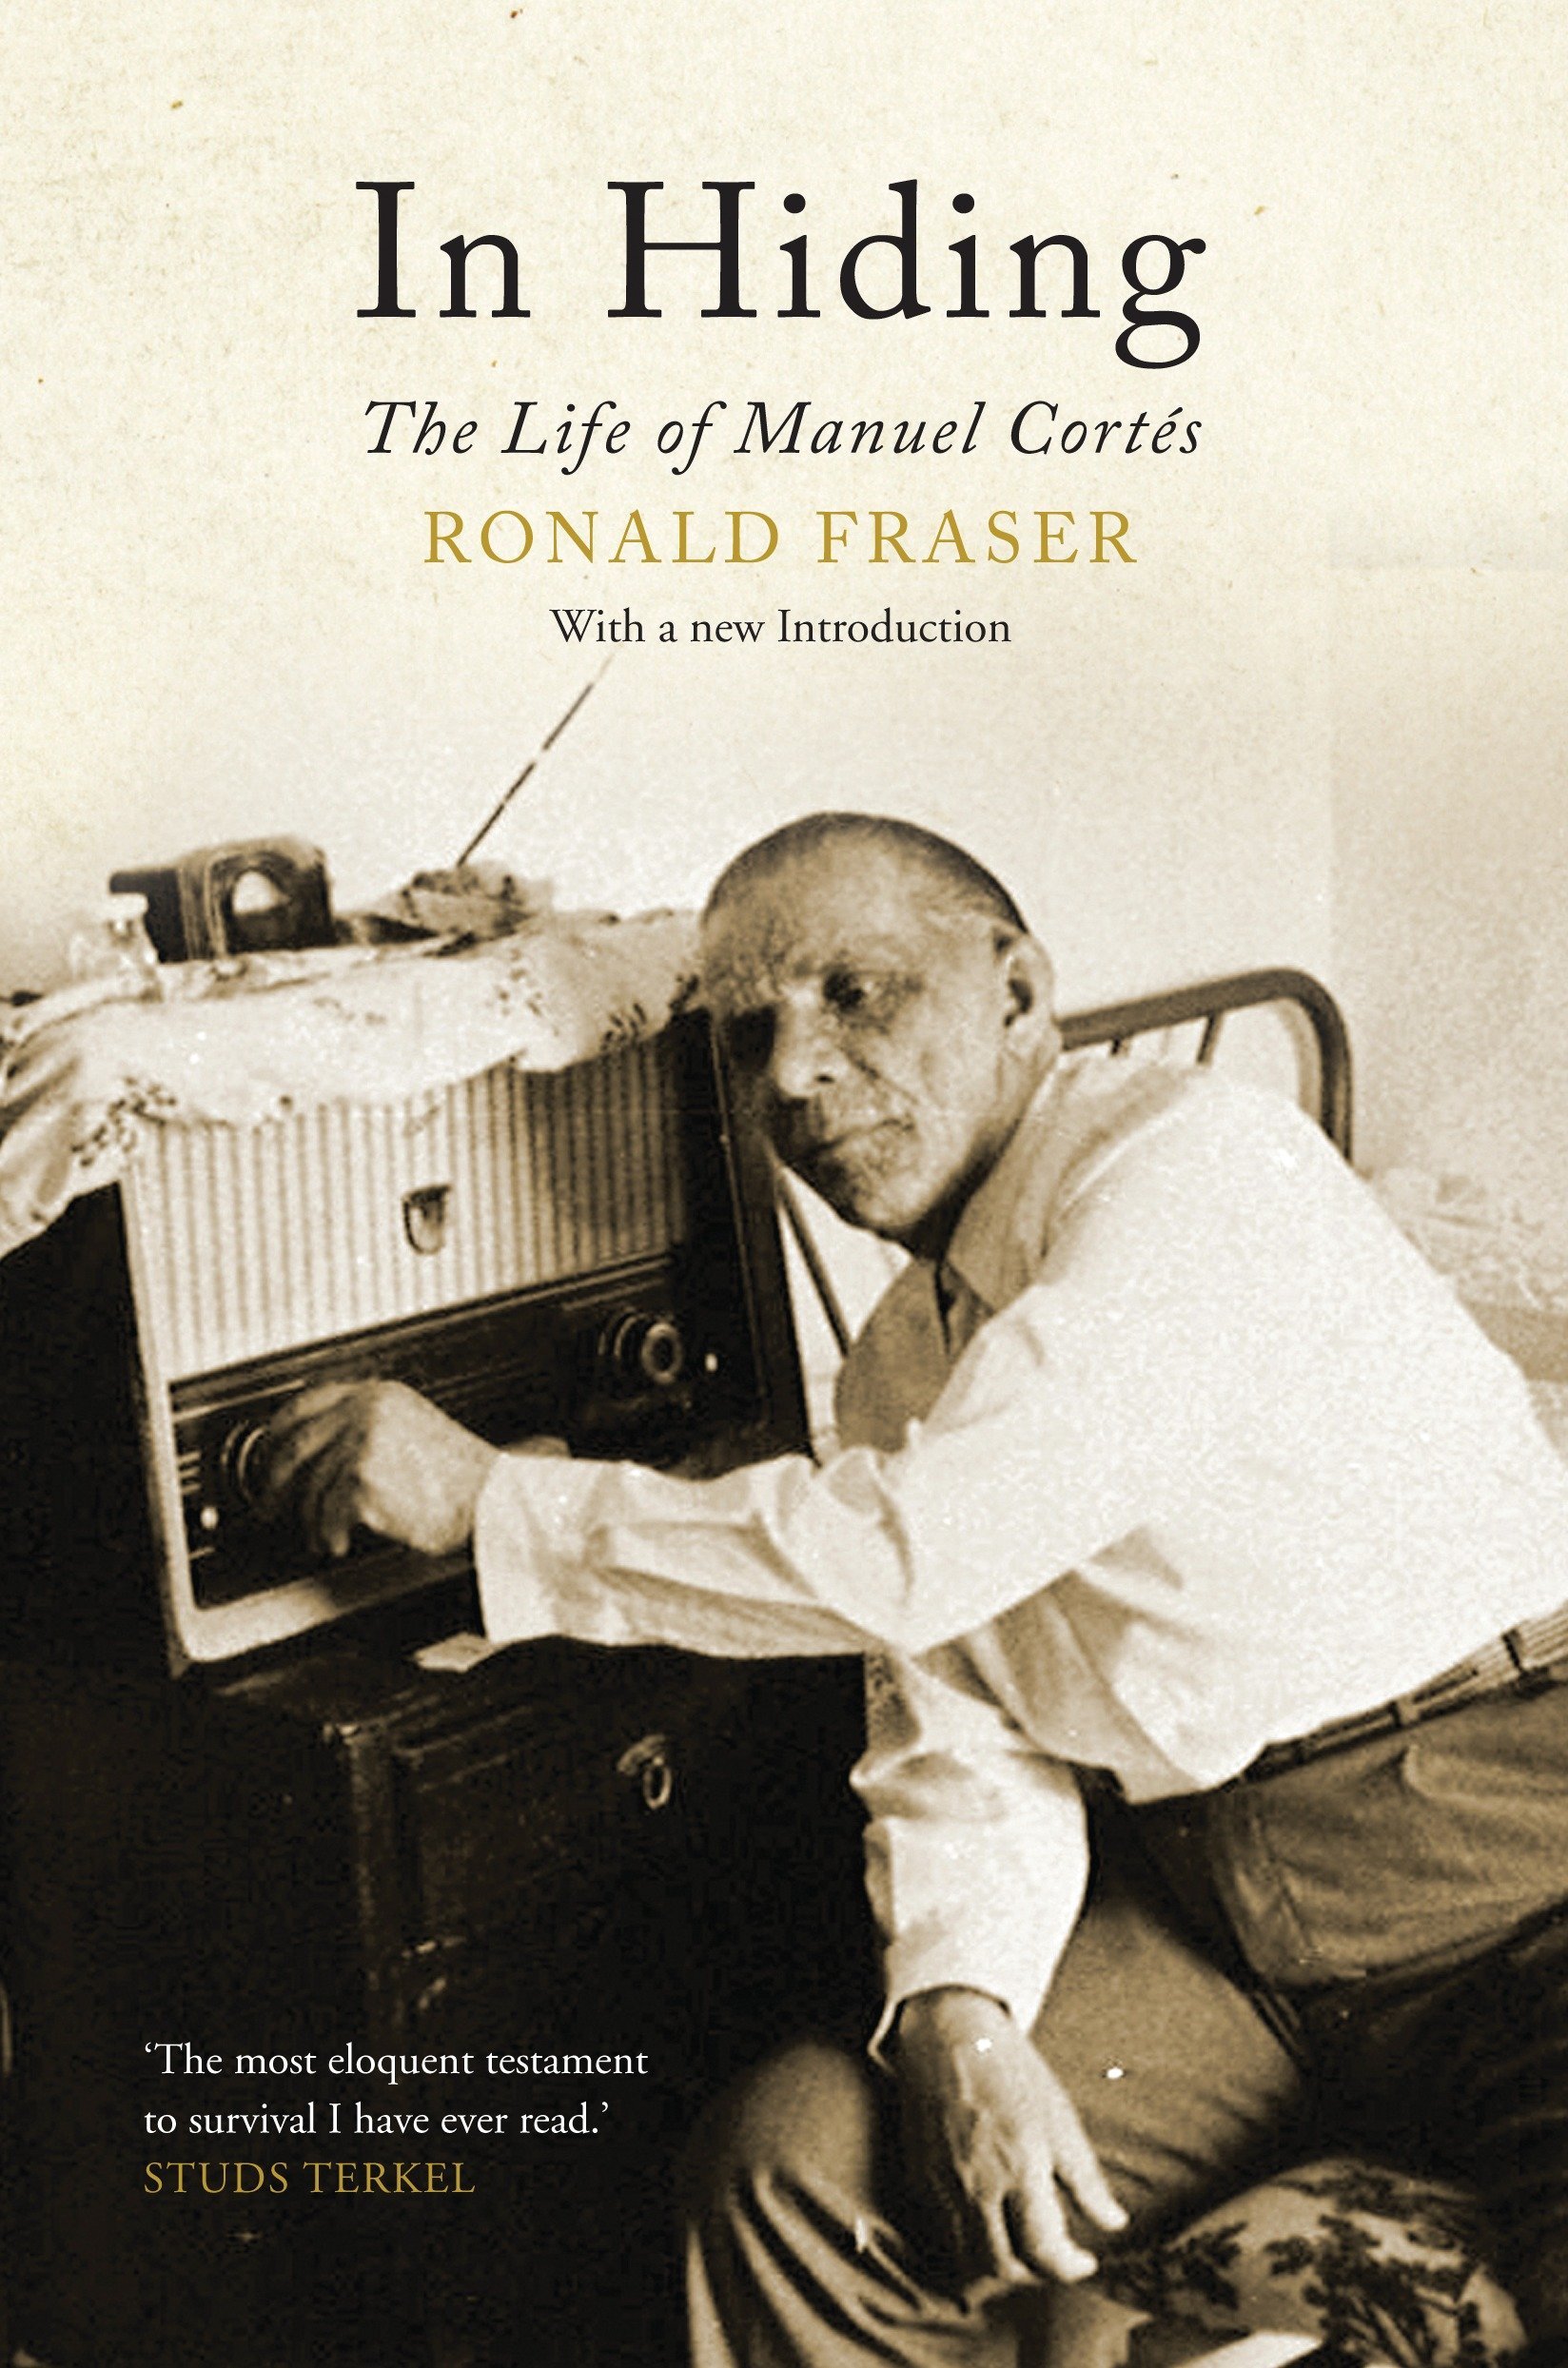 In Hiding
The Life of Manuel Cortés
RONALD FRASER
With a new Introduction
‘The most eloquent testament
to survival I have ever read.’
STUDS TERKEL